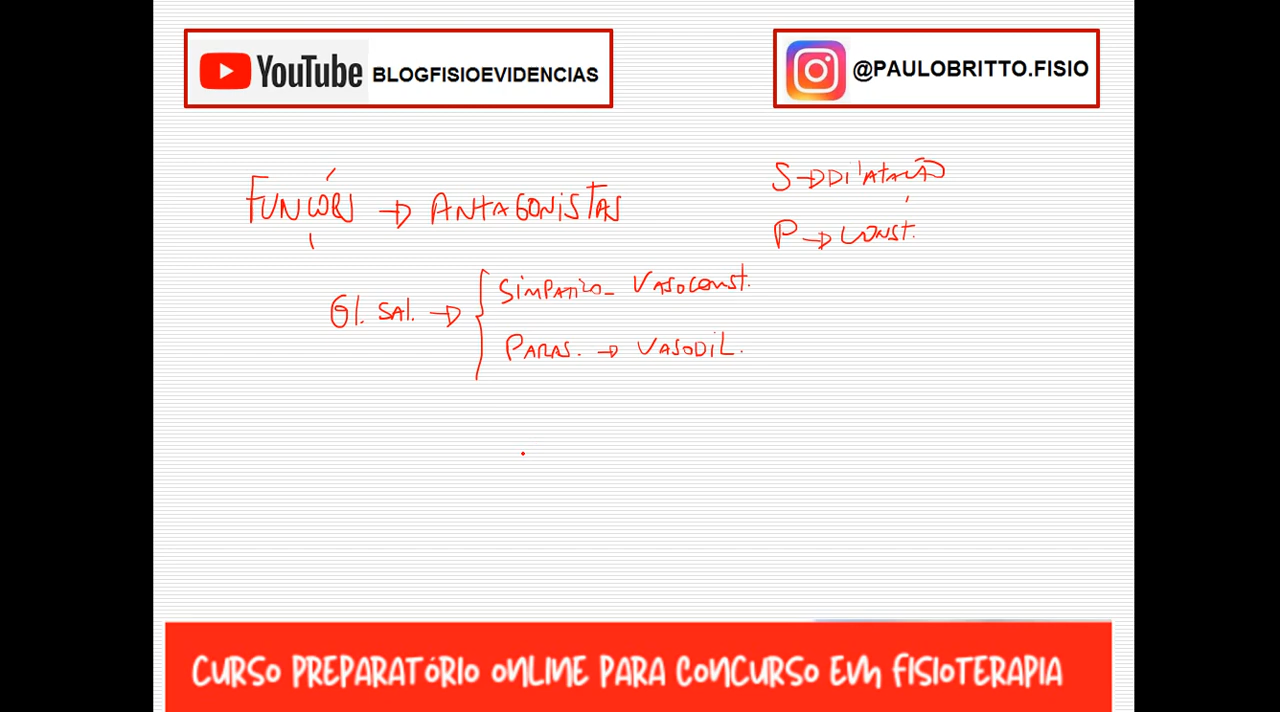 YouTube BLOGFISIOEVIDENCIAS
@PAULOBRITTO.FISIO
FUNÇÕES → ANTAGONISTAS
S → DILATAÇÃO
P → CONST.
Gl. SAL. → { SIMPATICO - VASOCONST.
PARAS. → VASODIL.
CURSO PREPARATÓRIO ONLINE PARA CONCURSO EM FISIOTERAPIA